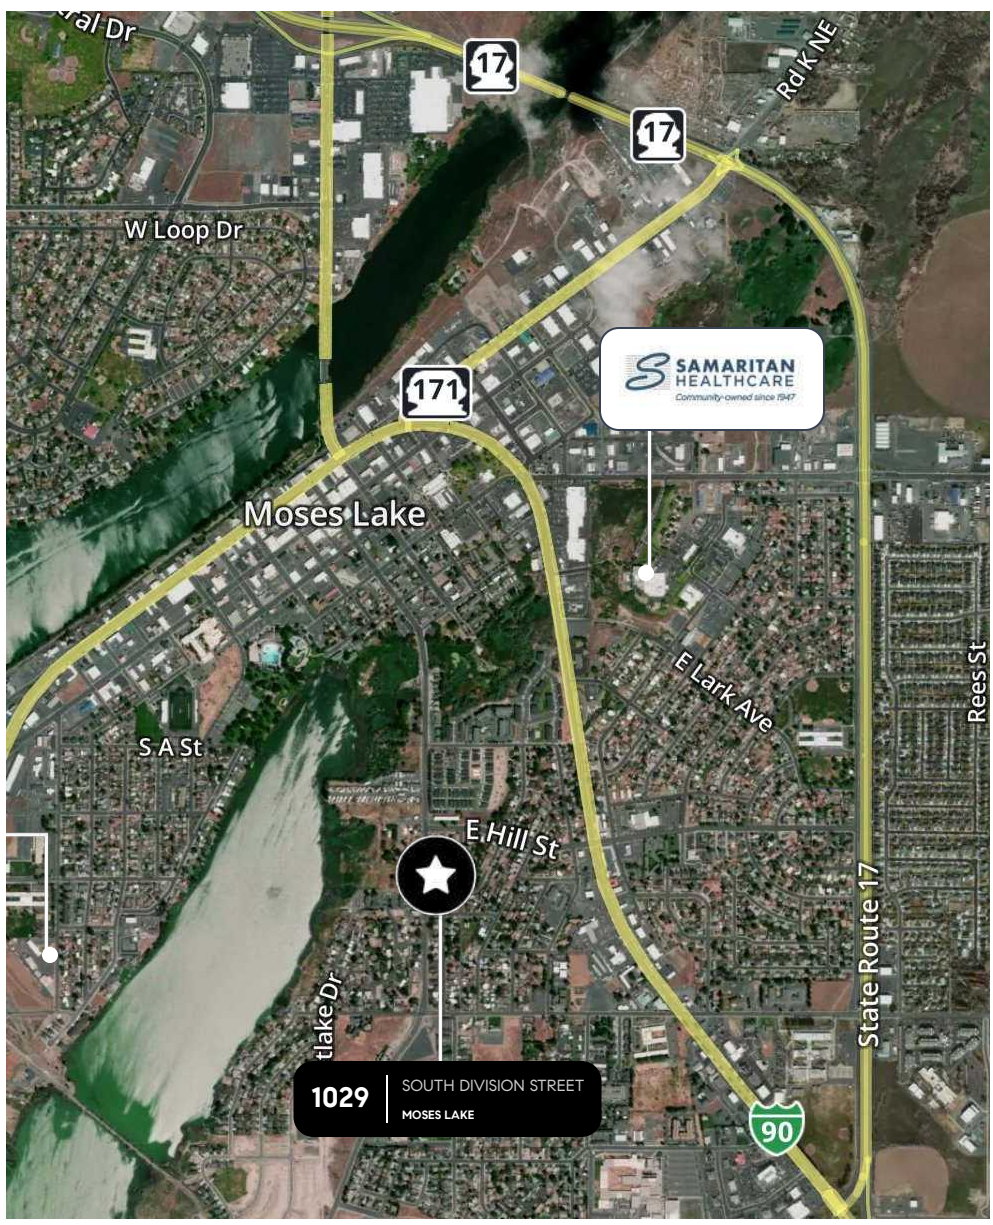 tral Dr
17
17
Rd K NE
W Loop Dr
SAMARITAN
HEALTHCARE
Community-owned since 1947
171
Moses Lake
E Lark Ave
Rees St
S A St
E Hill St
State Route 17
tlake Dr
1029
SOUTH DIVISION STREET
MOSES LAKE
90